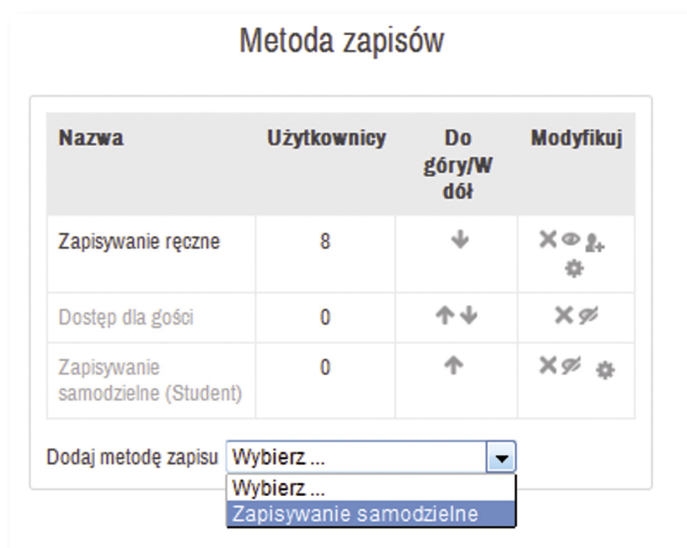 Metoda zapisów
Nazwa Użytkownicy Do Modyfikuj
góry/W
dół
Zapisywanie ręczne 8
Dostęp dla gości 0
Zapisywanie 0
samodzielne (Student)
Dodaj metodę zapisu Wybierz ...
Wybierz ...
Zapisywanie samodzielne